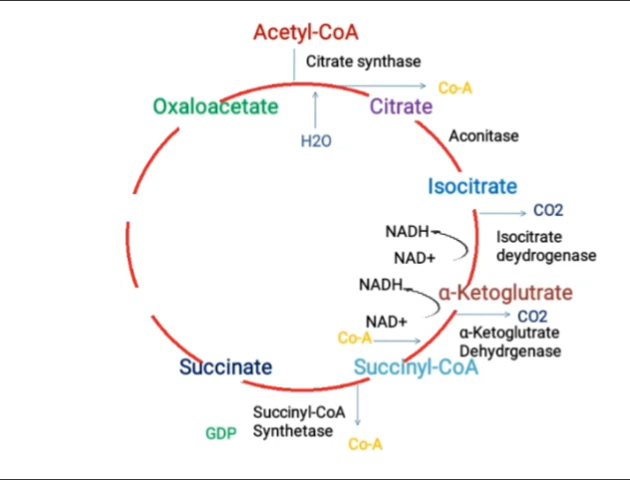 Acetyl-CoA
Citrate synthase
Co-A
Oxaloacetate
Citrate
H2O
Aconitase
Isocitrate
CO2
NADH
Isocitrate
deydrogenase
NAD+
NADH
α-Ketoglutrate
CO2
NAD+
α-Ketoglutrate
Dehydrgenase
Co-A
Succinate
Succinyl-CoA
Succinyl-CoA
Synthetase
GDP
Co-A